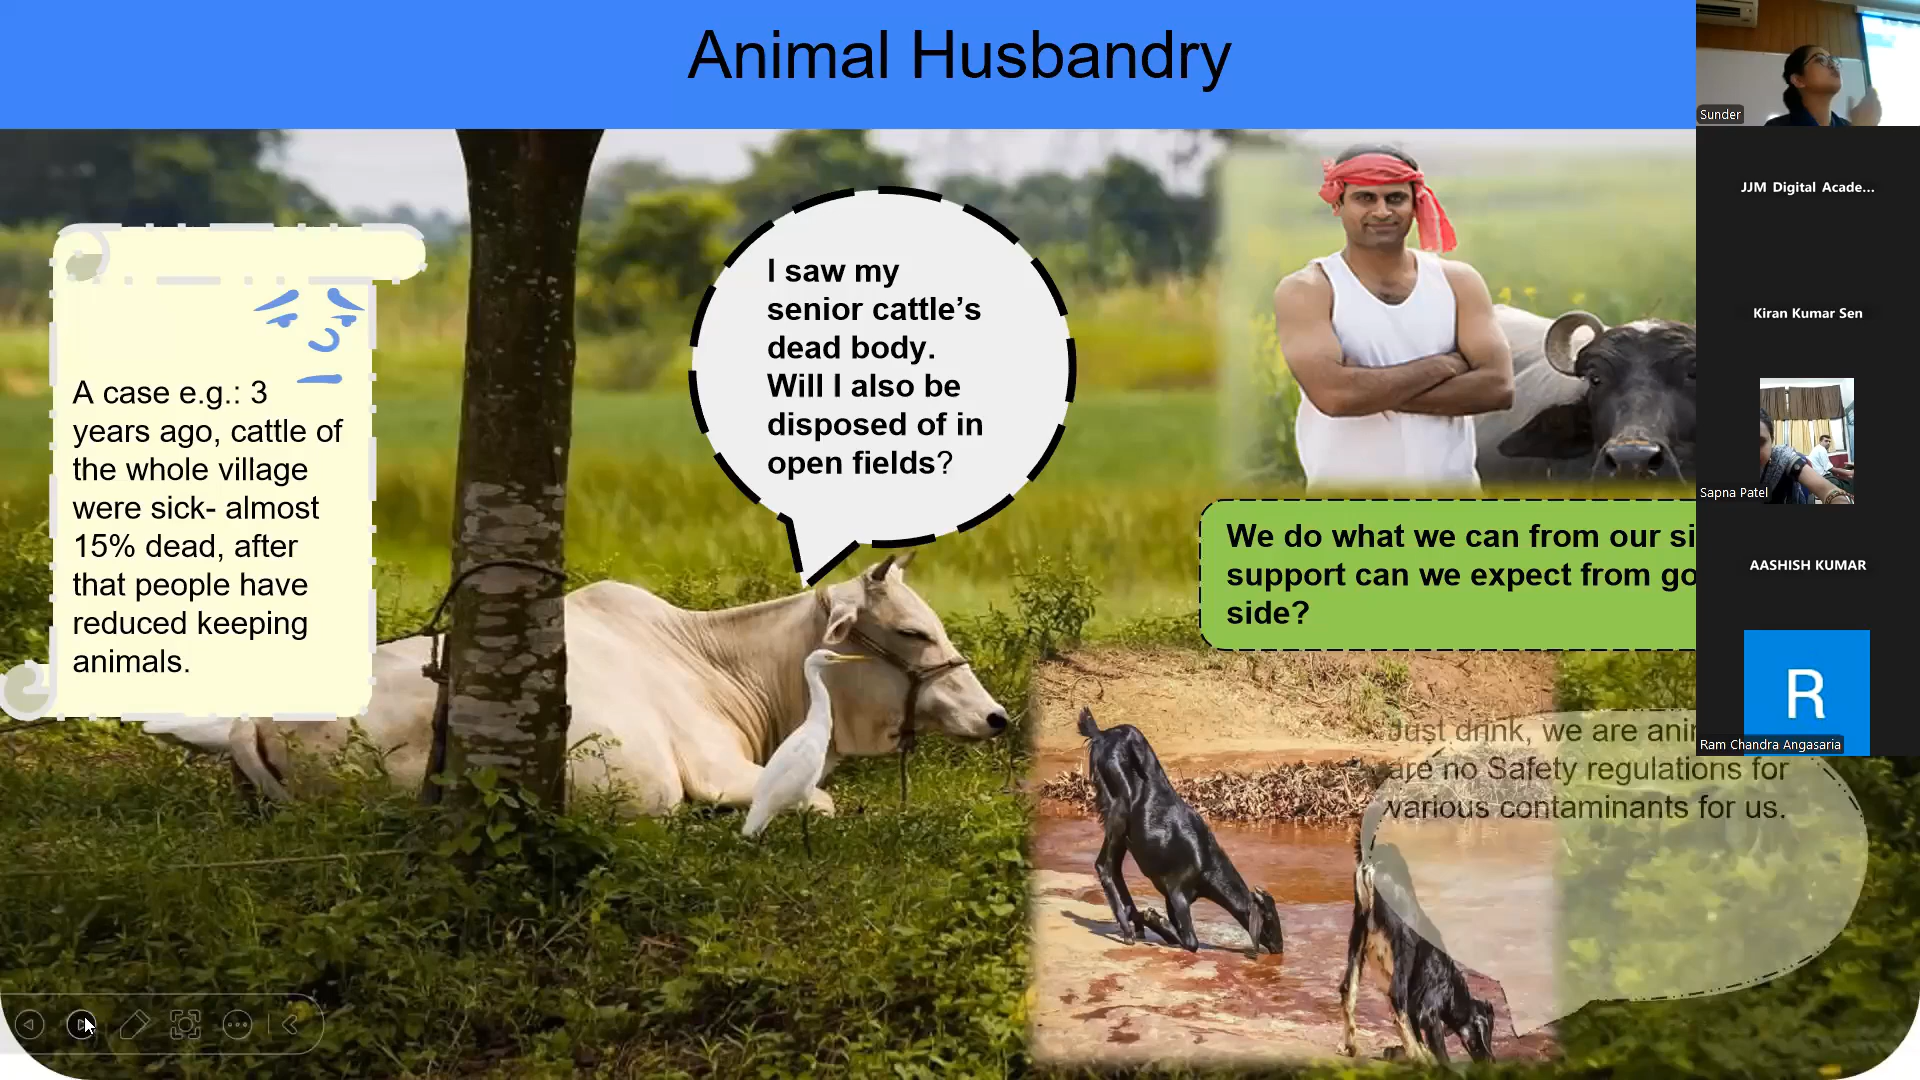 Animal Husbandry
A case e.g.: 3
years ago, cattle of
the whole village
were sick- almost
15% dead, after
that people have
reduced keeping
animals.
I saw my
senior cattle’s
dead body.
Will I also be
disposed of in
open fields?
We do what we can from our
support can we expect from
side?
Just drink, we are
are no Safety regulations for
various contaminants for us.
Sunder
JJM Digital Acade...
Kiran Kumar Sen
Sapna Patel
AASHISH KUMAR
R
Ram Chandra Angasaria